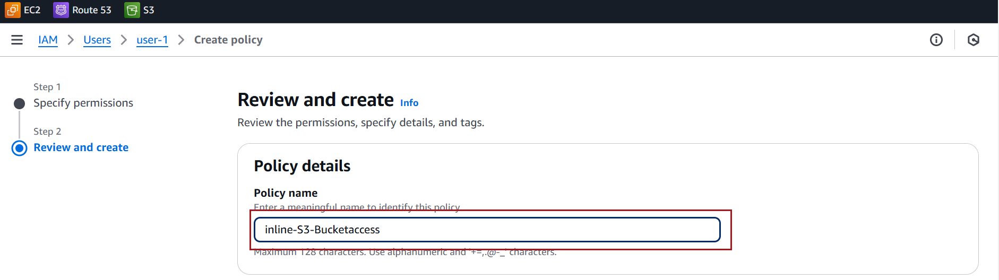 EC2 Route 53 S3
IAM Users user-1 Create policy
Step 1
Specify permissions
Step 2
Review and create
Review and create Info
Review the permissions, specify details, and tags.
Policy details
Policy name
Enter a meaningful name to identify this policy.
inline-S3-Bucketaccess
Maximum 128 characters. Use alphanumeric and '+=,.@-_' characters.